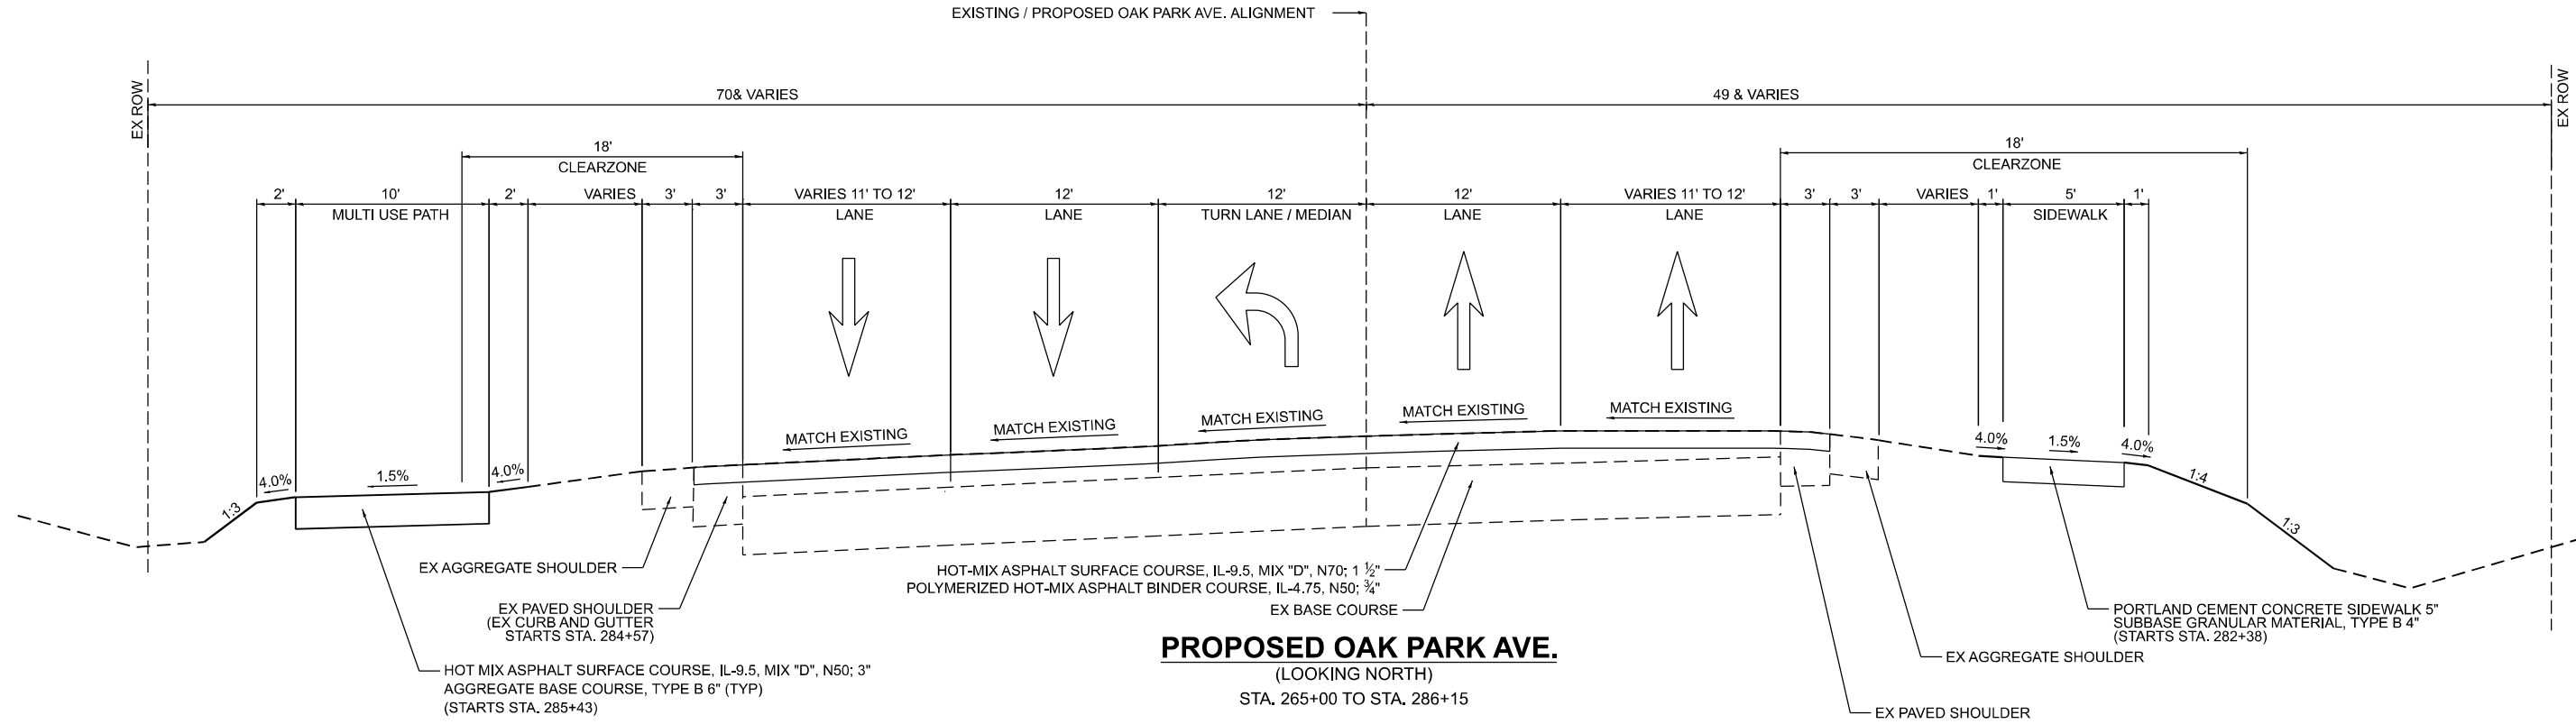 EXISTING / PROPOSED OAK PARK AVE. ALIGNMENT
EX ROW
70& VARIES
49 & VARIES
EX ROW
18'
CLEARZONE
18'
CLEARZONE
2'
10'
MULTI USE PATH
2'
VARIES
3'
3'
VARIES 11' TO 12'
LANE
12'
LANE
12'
TURN LANE / MEDIAN
12'
LANE
VARIES 11' TO 12'
LANE
3'
3'
VARIES
1'
5'
SIDEWALK
1'
1:3
4.0%
1.5%
4.0%
MATCH EXISTING
MATCH EXISTING
MATCH EXISTING
MATCH EXISTING
MATCH EXISTING
4.0%
1.5%
4.0%
1:4
1:3
EX AGGREGATE SHOULDER
EX PAVED SHOULDER
(EX CURB AND GUTTER
STARTS STA. 284+57)
HOT MIX ASPHALT SURFACE COURSE, IL-9.5, MIX "D", N50; 3"
AGGREGATE BASE COURSE, TYPE B 6" (TYP)
(STARTS STA. 285+43)
HOT-MIX ASPHALT SURFACE COURSE, IL-9.5, MIX "D", N70; 1 ½"
POLYMERIZED HOT-MIX ASPHALT BINDER COURSE, IL-4.75, N50; ¾"
EX BASE COURSE
PROPOSED OAK PARK AVE.
(LOOKING NORTH)
STA. 265+00 TO STA. 286+15
PORTLAND CEMENT CONCRETE SIDEWALK 5"
SUBBASE GRANULAR MATERIAL, TYPE B 4"
(STARTS STA. 282+38)
EX AGGREGATE SHOULDER
EX PAVED SHOULDER